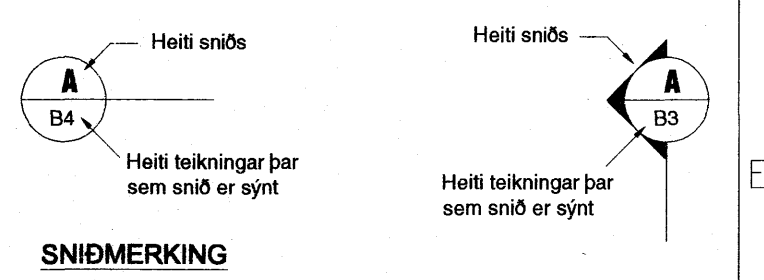 Heiti sniðs
A
B4
Heiti teikningar þar
sem snið er sýnt
SNIÐMERKING
Heiti sniðs
A
B3
Heiti teikningar þar
sem snið er sýnt
E